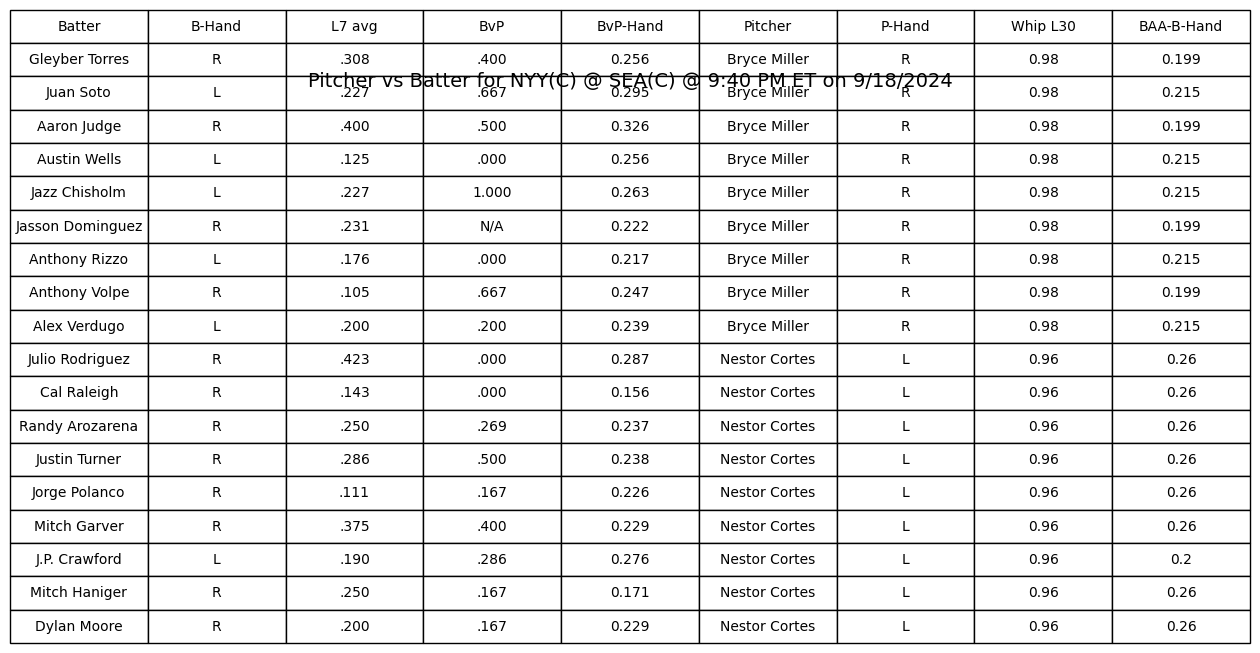 Batter B-Hand L7 avg BvP BvP-Hand Pitcher P-Hand Whip L30 BAA-B-Hand
Gleyber Torres R .308 .400 0.256 Bryce Miller R 0.98 0.199
Pitcher vs Batter for NYY(C) @ SEA(C) @ 9:40 PM ET on 9/18/2024
Juan Soto L .227 .667 0.295 Bryce Miller R 0.98 0.215
Aaron Judge R .400 .500 0.326 Bryce Miller R 0.98 0.199
Austin Wells L .125 .000 0.256 Bryce Miller R 0.98 0.215
Jazz Chisholm L .227 1.000 0.263 Bryce Miller R 0.98 0.215
Jasson Dominguez R .231 N/A 0.222 Bryce Miller R 0.98 0.199
Anthony Rizzo L .176 .000 0.217 Bryce Miller R 0.98 0.215
Anthony Volpe R .105 .667 0.247 Bryce Miller R 0.98 0.199
Alex Verdugo L .200 .200 0.239 Bryce Miller R 0.98 0.215
Julio Rodriguez R .423 .000 0.287 Nestor Cortes L 0.96 0.26
Cal Raleigh R .143 .000 0.156 Nestor Cortes L 0.96 0.26
Randy Arozarena R .250 .269 0.237 Nestor Cortes L 0.96 0.26
Justin Turner R .286 .500 0.238 Nestor Cortes L 0.96 0.26
Jorge Polanco R .111 .167 0.226 Nestor Cortes L 0.96 0.26
Mitch Garver R .375 .400 0.229 Nestor Cortes L 0.96 0.26
J.P. Crawford L .190 .286 0.276 Nestor Cortes L 0.96 0.2
Mitch Haniger R .250 .167 0.171 Nestor Cortes L 0.96 0.26
Dylan Moore R .200 .167 0.229 Nestor Cortes L 0.96 0.26